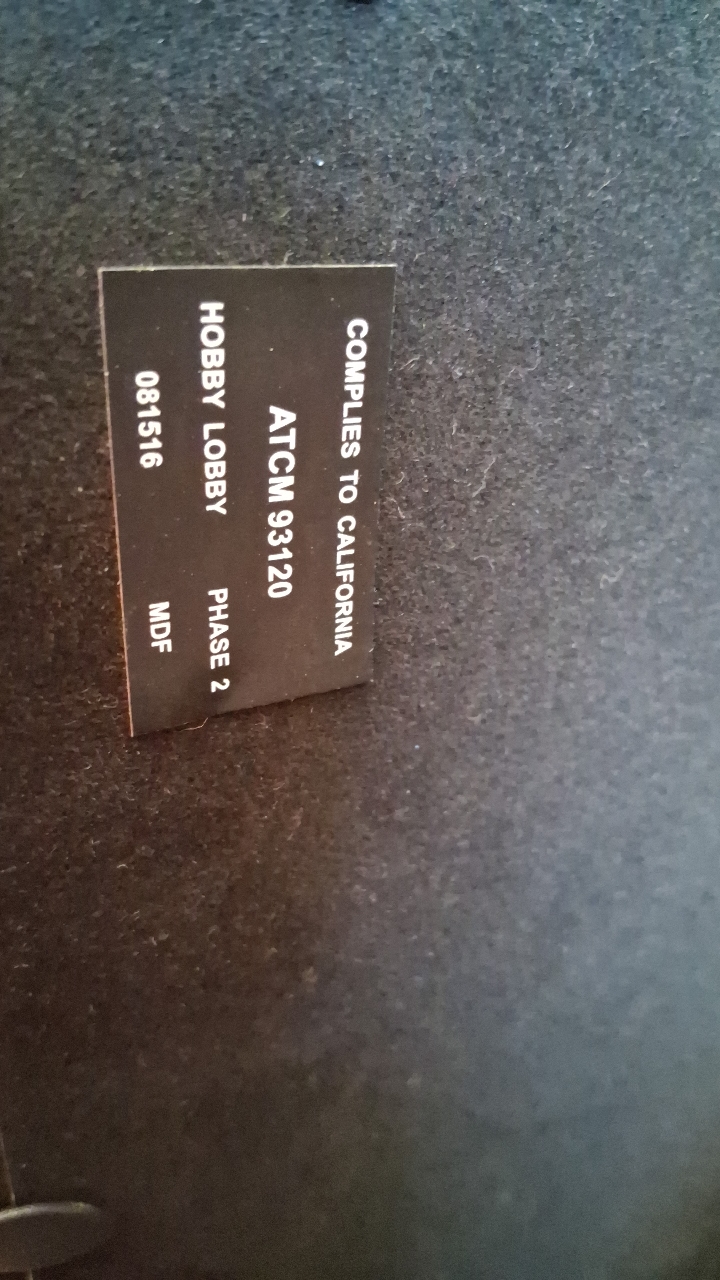 COMPLIES TO CALIFORNIA
ATCM 93120
HOBBY LOBBY PHASE 2
081516 MDF